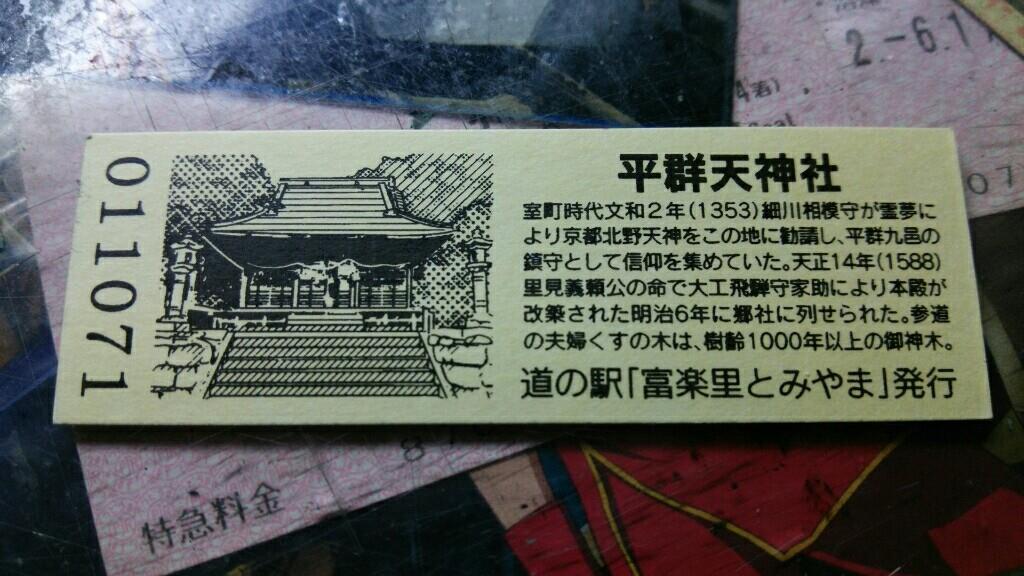 2-6.1
4着)
07
011071
平群天神社
室町時代文和2年(1353)細川相模守が霊夢に
より京都北野天神をこの地に勧請し、平群九邑の
鎮守として信仰を集めていた。天正14年(1588)
里見義頼公の命で大工飛騨守家助により本殿が
改築された明治6年に郷社に列せられた。参道
の夫婦くすの木は、樹齢1000年以上の御神木。
道の駅「富楽里とみやま」発行
8
特急料金